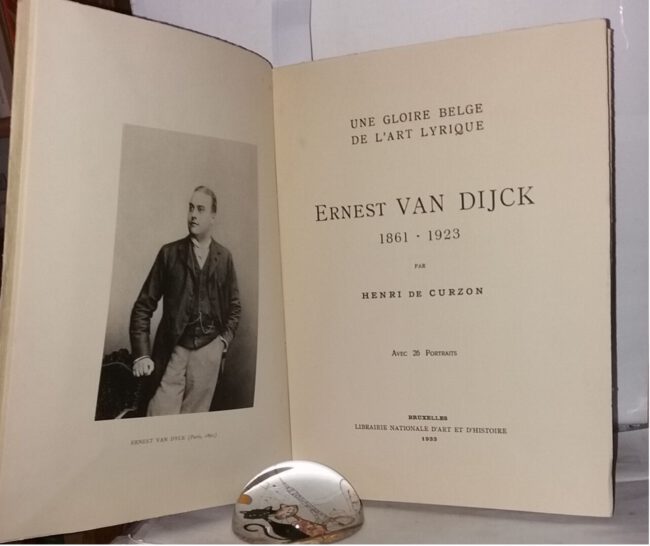 ERNEST VAN DYCK (Paris,
UNE GLOIRE BELGE
DE L'ART LYRIQUE
ERNEST VAN DIJCK
1861 - 1923
PAR
HENRI DE CURZON
AVEC 26 PORTRAITS
BRUXELLES
LIBRAIRIE NATIONALE D'ART ET D'HISTOIRE
1933